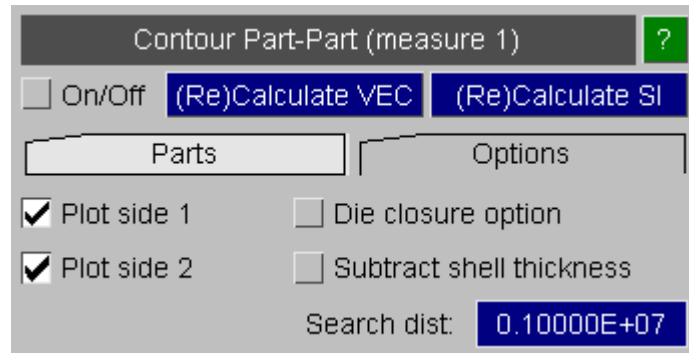 Contour Part-Part (measure 1) ?
On/Off (Re)Calculate VEC (Re)Calculate SI
Parts Options
Plot side 1 Die closure option
Plot side 2 Subtract shell thickness
Search dist: 0.10000E+07